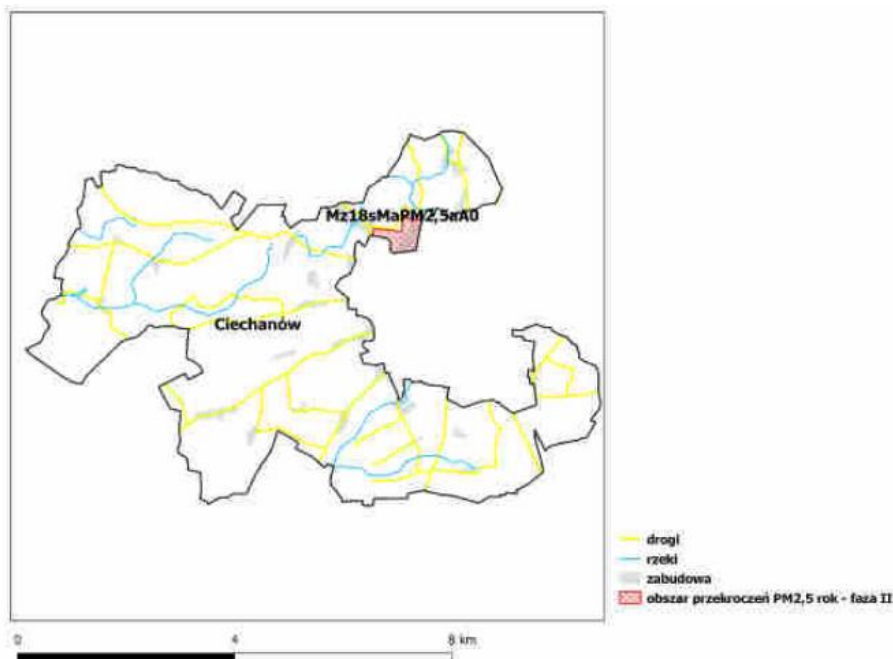 Mz18sMaPM2,5aA0
Ciechanów
drogi
rzeki
zabudowa
obszar przekroczeń PM2,5 rok - faza II
0 4 8 km